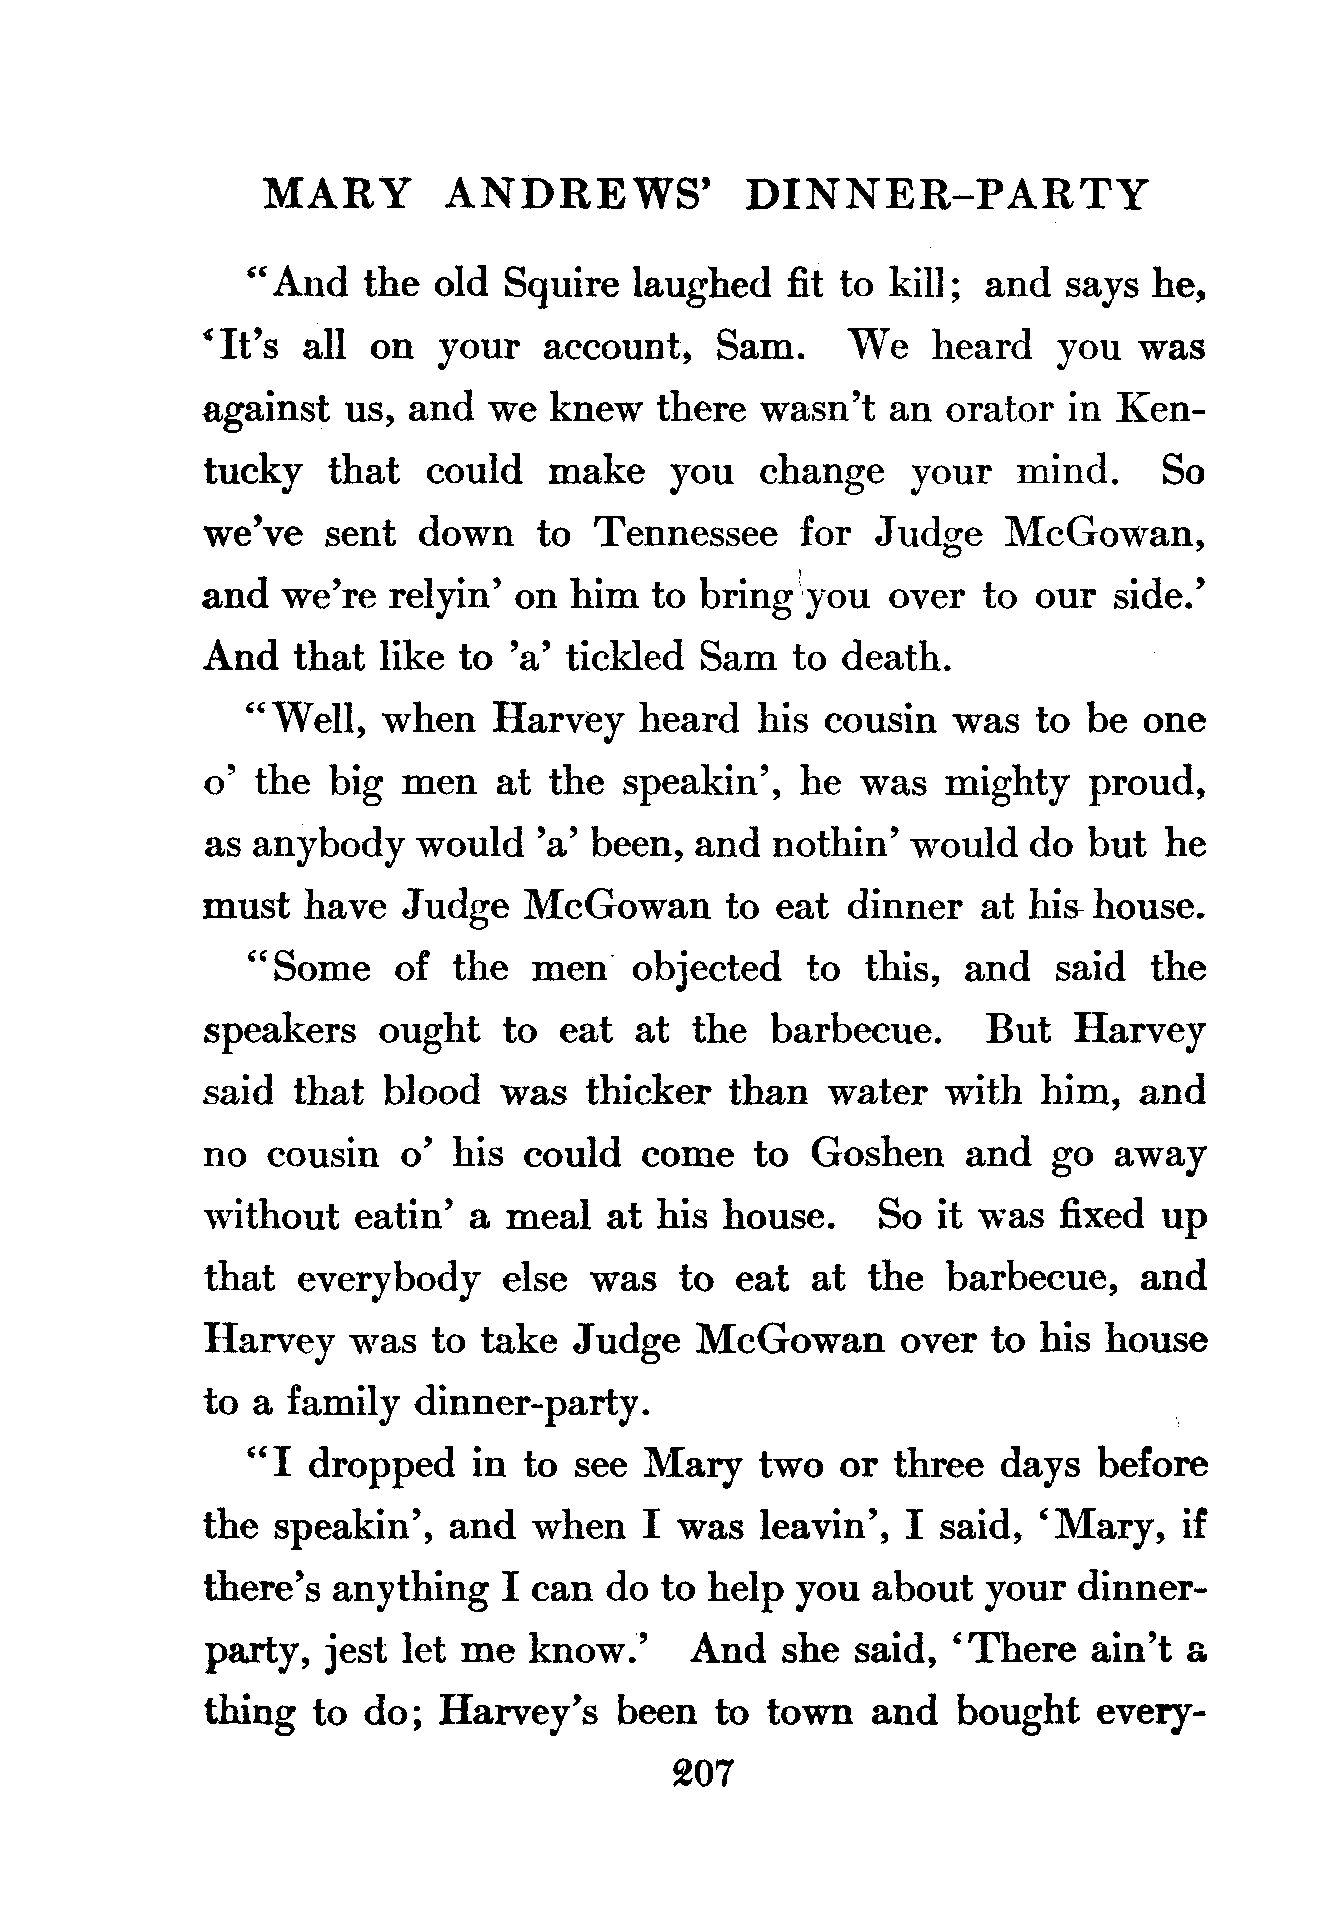 MARY ANDREWS' DINNER-PARTY
“And the old Squire laughed fit to kill; and says he,
‘It's all on your account, Sam. We heard you was
against us, and we knew there wasn't an orator in Ken-
tucky that could make you change your mind. So
we've sent down to Tennessee for Judge McGowan,
and we're relyin' on him to bring you over to our side.’
And that like to 'a' tickled Sam to death.
“Well, when Harvey heard his cousin was to be one
o' the big men at the speakin', he was mighty proud,
as anybody would 'a' been, and nothin' would do but he
must have Judge McGowan to eat dinner at his house.
“Some of the men objected to this, and said the
speakers ought to eat at the barbecue. But Harvey
said that blood was thicker than water with him, and
no cousin o' his could come to Goshen and go away
without eatin' a meal at his house. So it was fixed up
that everybody else was to eat at the barbecue, and
Harvey was to take Judge McGowan over to his house
to a family dinner-party.
“I dropped in to see Mary two or three days before
the speakin', and when I was leavin', I said, ‘Mary, if
there's anything I can do to help you about your dinner-
party, jest let me know.’ And she said, ‘There ain't a
thing to do; Harvey's been to town and bought every-
207